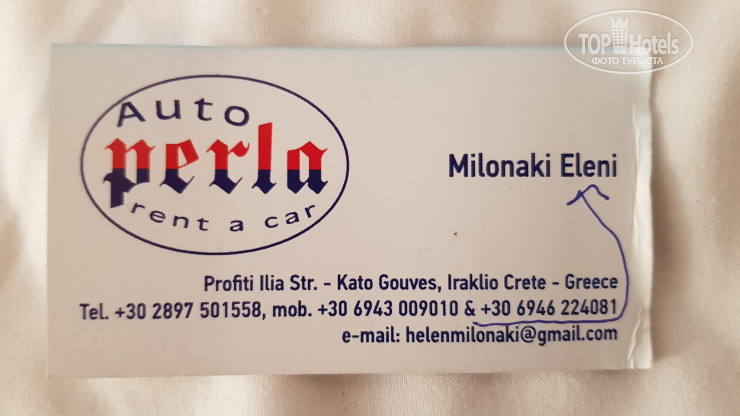 TOP Hotels
ФОТО ТУРИСТА
Auto
perla
rent a car
Milonaki Eleni
Profiti Ilia Str. - Kato Gouves, Iraklio Crete - Greece
Tel. +30 2897 501558, mob. +30 6943 009010 & +30 6946 224081
e-mail: helenmilonaki@gmail.com